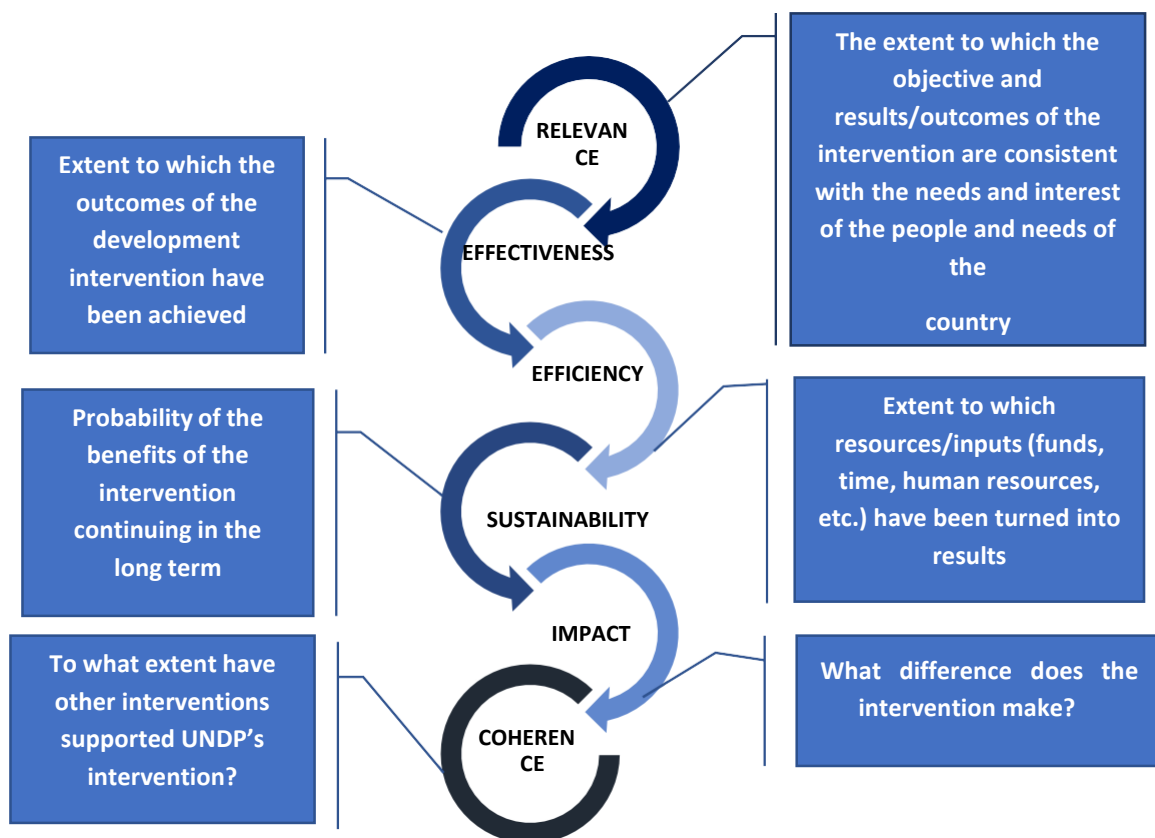 The extent to which the
objective and
results/outcomes of the
intervention are consistent
with the needs and interest
of the people and needs of
the
country
RELEVAN
CE
Extent to which the
outcomes of the
development
intervention have
been achieved
EFFECTIVENESS
EFFICIENCY
Extent to which
resources/inputs (funds,
time, human resources,
etc.) have been turned into
results
Probability of the
benefits of the
intervention
continuing in the
long term
SUSTAINABILITY
IMPACT
What difference does the
intervention make?
To what extent have
other interventions
supported UNDP’s
intervention?
COHEREN
CE